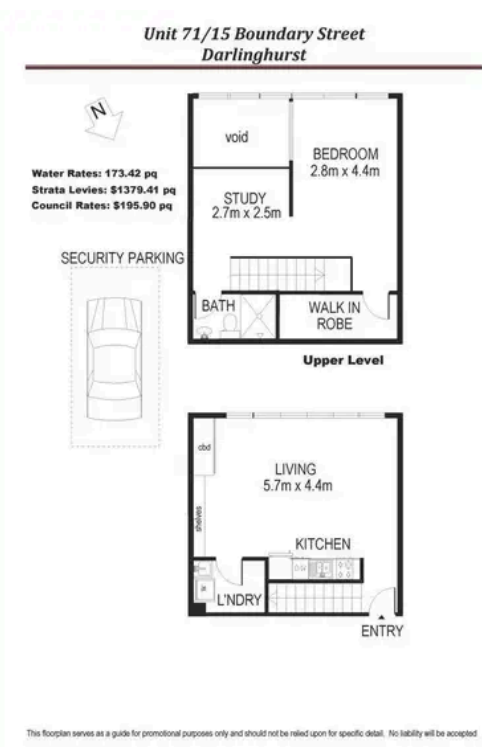 Unit 71/15 Boundary Street
Darlinghurst
N
Water Rates: 173.42 pq
Strata Levies: $1379.41 pq
Council Rates: $195.90 pq
SECURITY PARKING
void
BEDROOM
2.8m x 4.4m
STUDY
2.7m x 2.5m
BATH
WALK IN
ROBE
Upper Level
cbd
LIVING
5.7m x 4.4m
shelves
KITCHEN
L'NDRY
ENTRY
This floorplan serves as a guide for promotional purposes only and should not be relied upon for specific detail. No liability will be accepted